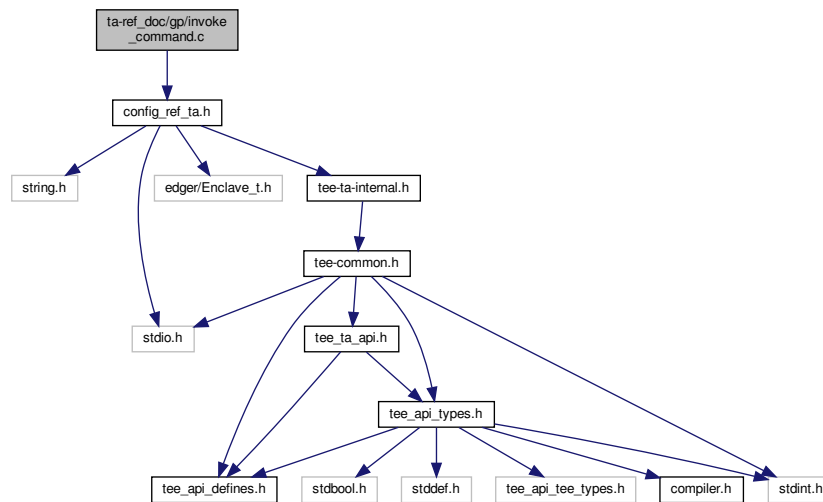 ta-ref_doc/gp/invoke
_command.c
config_ref_ta.h
string.h
edger/Enclave_t.h
tee-ta-internal.h
tee-common.h
stdio.h
tee_ta_api.h
tee_api_types.h
tee_api_defines.h
stdbool.h
stddef.h
tee_api_tee_types.h
compiler.h
stdint.h